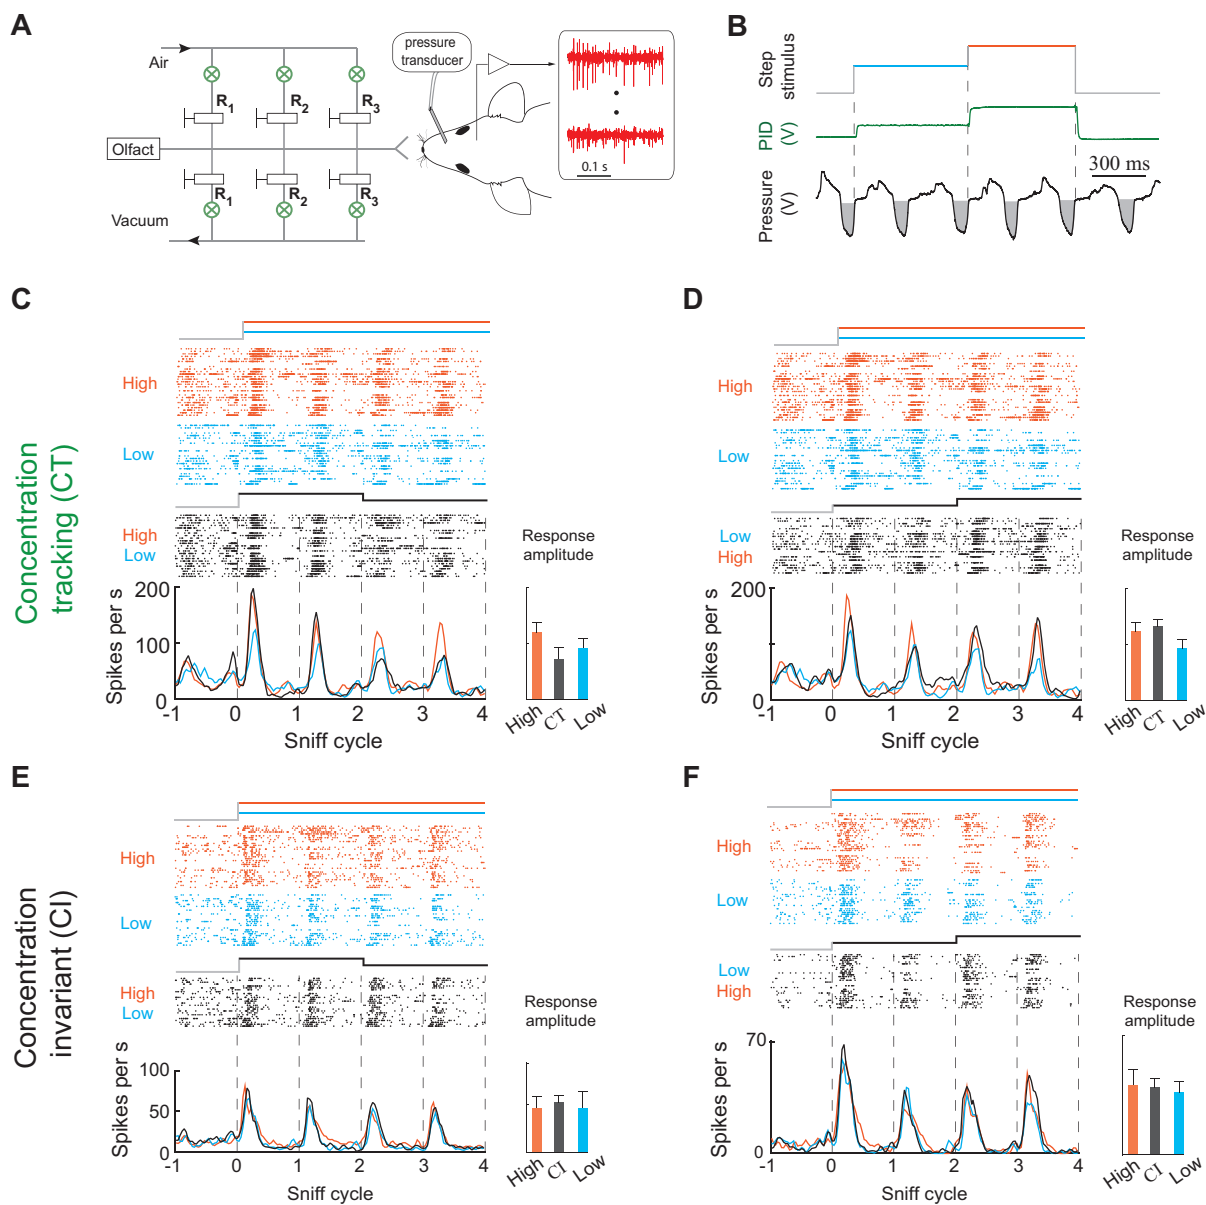 A
Air
R1
R2
R3
Olfact
R1
R2
R3
Vacuum
pressure
transducer
0.1 s
B
Step
stimulus
PID
(V)
300 ms
Pressure
(V)
Concentration
tracking (CT)
C
High
Low
High
Low
Response
amplitude
Spikes per s
200
100
0
-1
0
1
2
3
4
Sniff cycle
High
CT
Low
D
High
Low
Low
High
Response
amplitude
Spikes per s
200
100
0
-1
0
1
2
3
4
Sniff cycle
High
CT
Low
Concentration
invariant (CI)
E
High
Low
High
Low
Response
amplitude
Spikes per s
100
50
0
-1
0
1
2
3
4
Sniff cycle
High
CI
Low
F
High
Low
Low
High
Response
amplitude
Spikes per s
70
0
-1
0
1
2
3
4
Sniff cycle
High
CI
Low